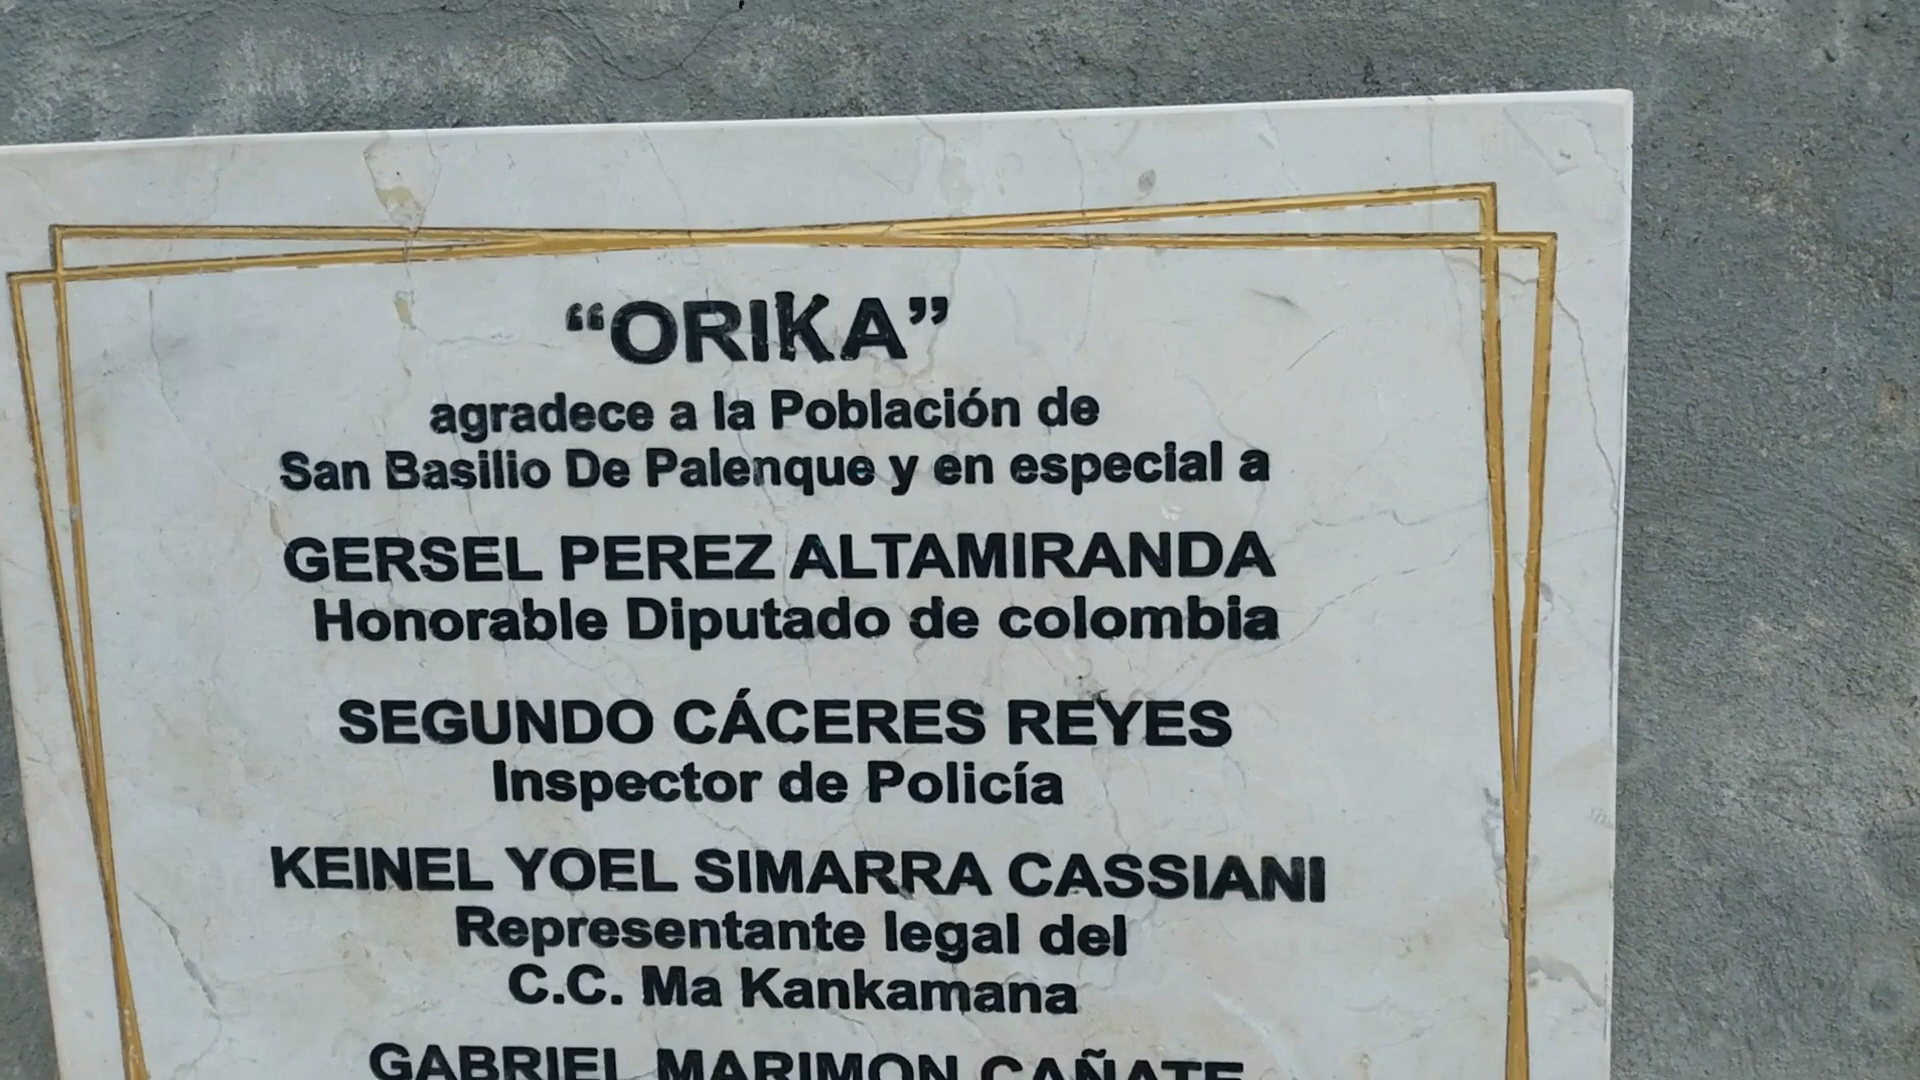 “ORIKA”
agradece a la Población de
San Basilio De Palenque y en especial a
GERSEL PEREZ ALTAMIRANDA
Honorable Diputado de colombia
SEGUNDO CÁCERES REYES
Inspector de Policía
KEINEL YOEL SIMARRA CASSIANI
Representante legal del
C.C. Ma Kankamana
GABRIEL MARIMON CAÑATE